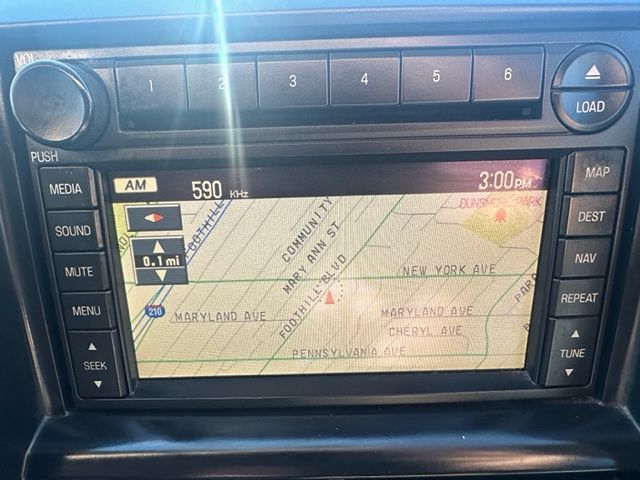 VOL
1 2 3 4 5 6
LOAD
PUSH
MEDIA
SOUND
MUTE
MENU
SEEK
AM 590 KHz 3:00PM
DUNSMORE PARK
FOOTHILL
COMMUNITY
MARY ANN ST
0.1 mi
NEW YORK AVE
FOOTHILL BLVD
210
MARYLAND AVE
MARYLAND AVE
CHERYL AVE
PENNSYLVANIA AVE
MAP
DEST
NAV
REPEAT
TUNE